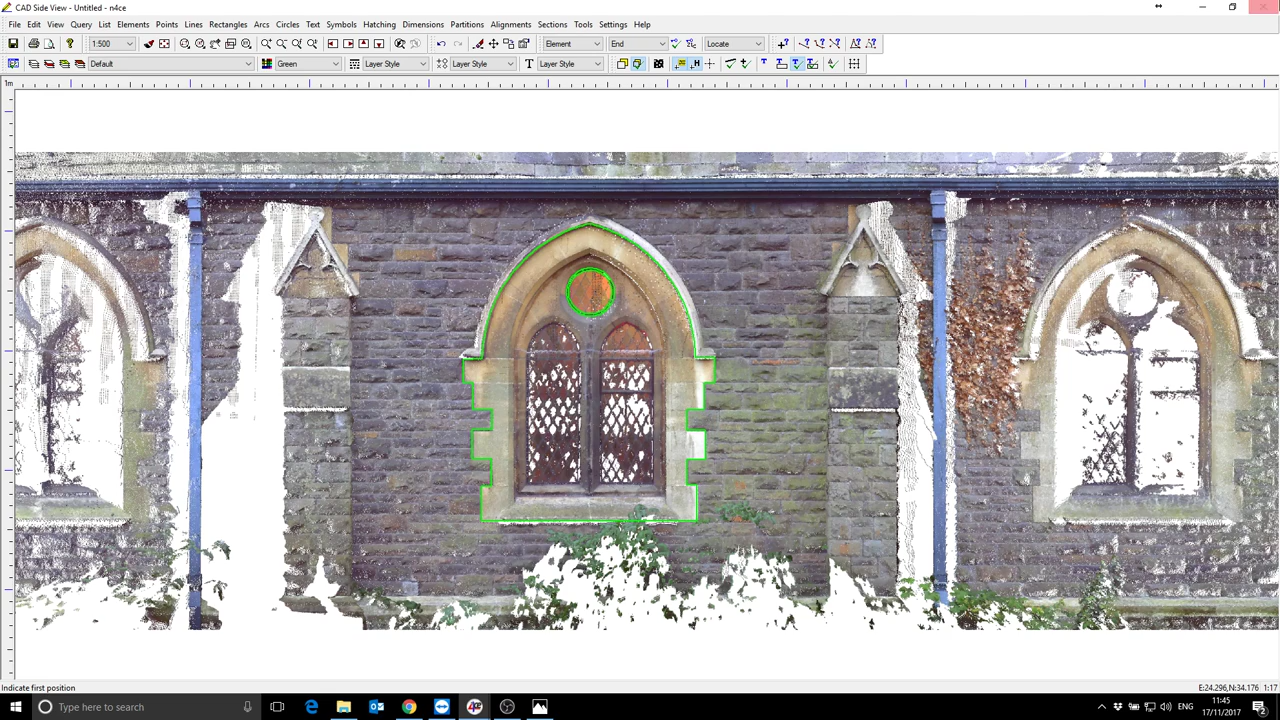 CAD Side View - Untitled - n4ce
File Edit View Query List Elements Points Lines Rectangles Arcs Circles Text Symbols Hatching Dimensions Partitions Alignments Sections Tools Settings Help
1:500 Element End Locate
Default Green Layer Style Layer Style Layer Style
1m
Indicate first position E:24.296,N:34.176 1:17
Type here to search ENG 11:45
17/11/2017